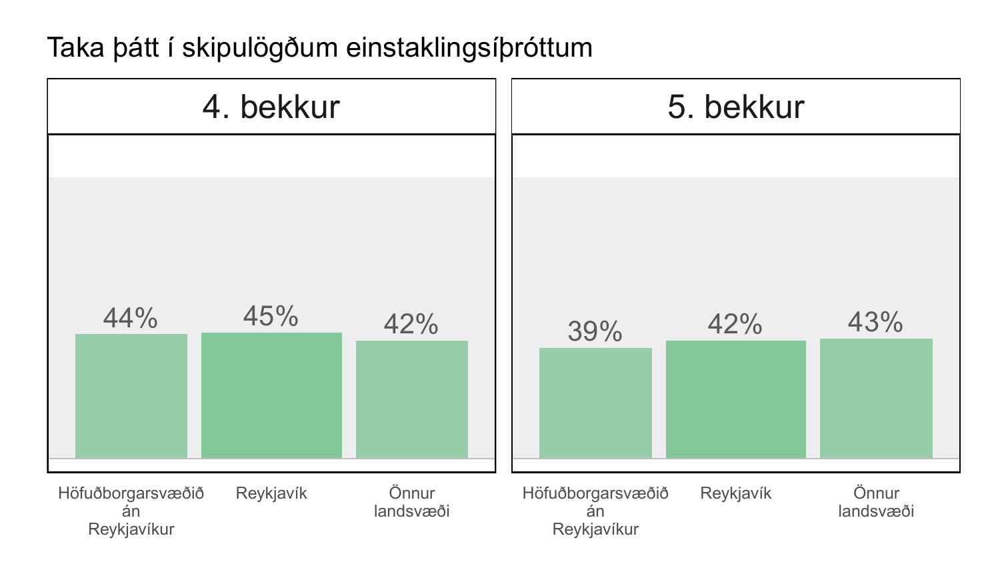 Taka þátt í skipulögðum einstaklingsíþróttum
4. bekkur
44%
45%
42%
Höfuðborgarsvæðið
án
Reykjavíkur
Reykjavík
Önnur
landsvæði
5. bekkur
39%
42%
43%
Höfuðborgarsvæðið
án
Reykjavíkur
Reykjavík
Önnur
landsvæði